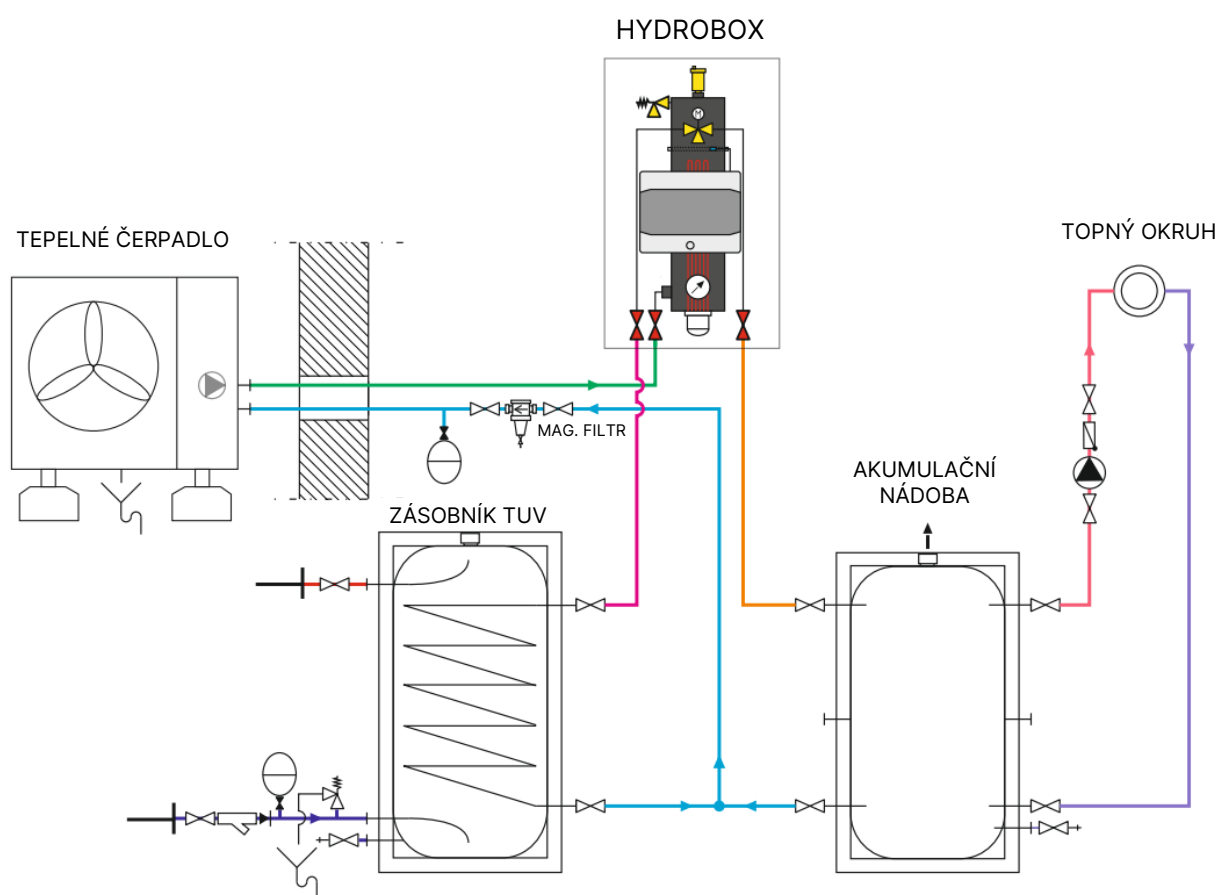 HYDROBOX
M
TEPELNÉ ČERPADLO
TOPNÝ OKRUH
MAG. FILTR
AKUMULAČNÍ
NÁDOBA
ZÁSOBNÍK TUV